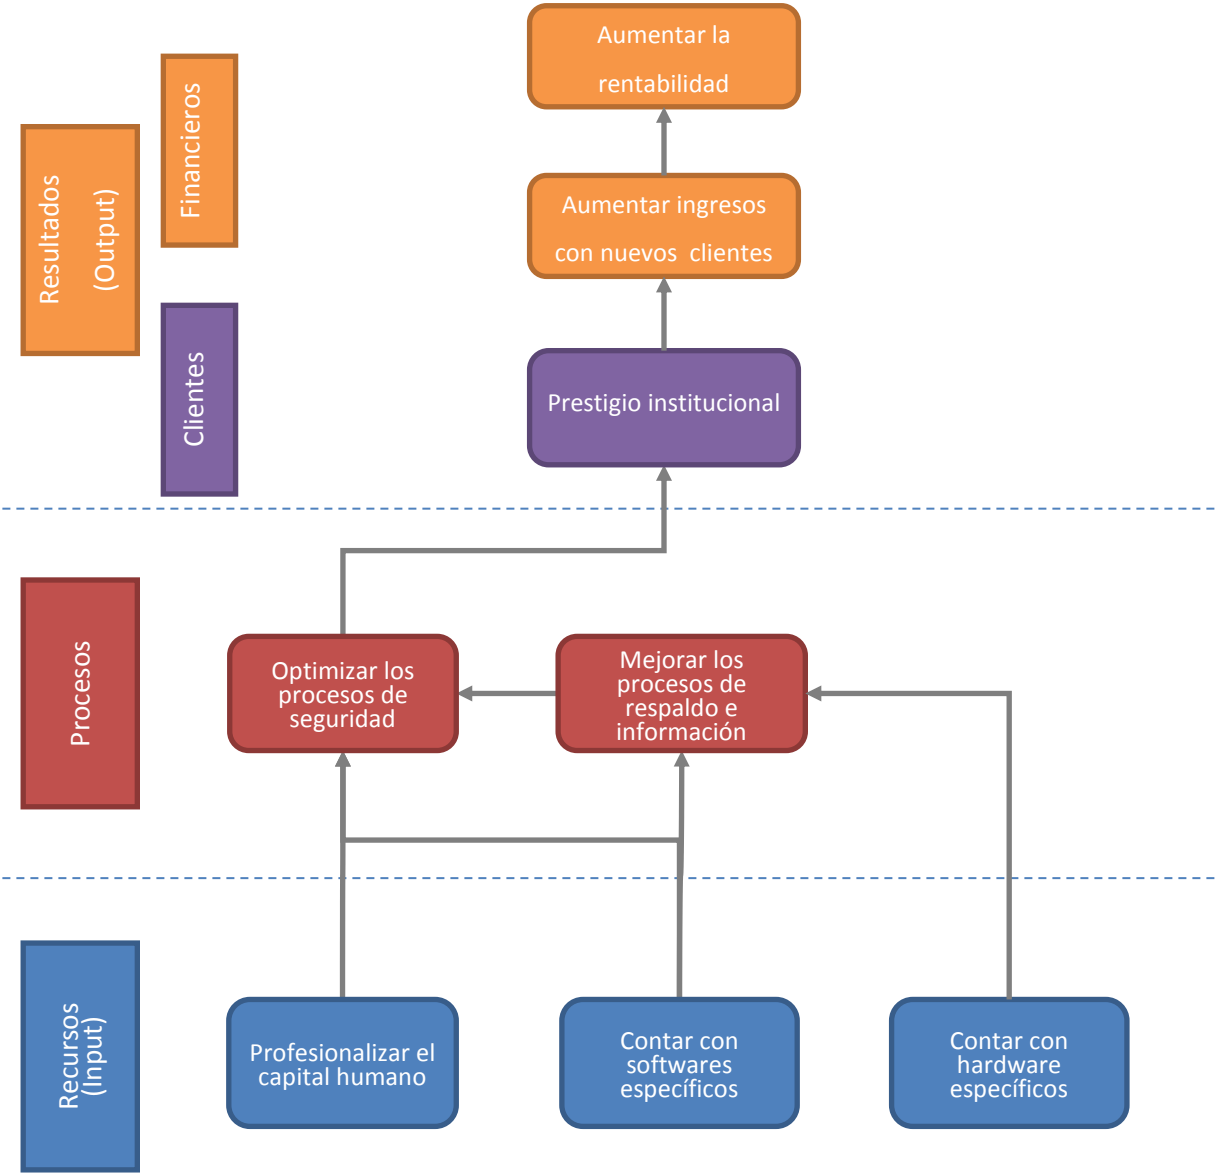 Aumentar la
rentabilidad
Financieros
Resultados
(Output)
Aumentar ingresos
con nuevos  clientes
Clientes
Prestigio institucional
Procesos
Optimizar los
procesos de
seguridad
Mejorar los
procesos de
respaldo e
información
Recursos
(Input)
Profesionalizar el
capital humano
Contar con
softwares
específicos
Contar con
hardware
específicos